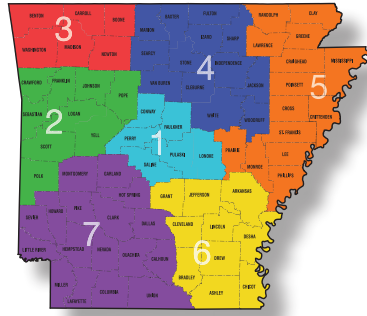 BENTON
CARROLL
BOONE
WASHINGTON
MADISON
NEWTON
3
BAXTER
FULTON
MARION
IZARD
SHARP
SEARCY
STONE
INDEPENDENCE
VAN BUREN
CLEBURNE
JACKSON
WHITE
WOODRUFF
4
RANDOLPH
CLAY
LAWRENCE
GREENE
CRAIGHEAD
MISSISSIPPI
POINSETT
CROSS
CRITTENDEN
ST. FRANCIS
LEE
PRAIRIE
MONROE
PHILLIPS
5
CRAWFORD
FRANKLIN
JOHNSON
POPE
SEBASTIAN
LOGAN
YELL
SCOTT
POLK
2
CONWAY
FAULKNER
PERRY
PULASKI
LONOKE
SALINE
1
MONTGOMERY
GARLAND
HOT SPRING
SEVIER
HOWARD
PIKE
CLARK
DALLAS
LITTLE RIVER
HEMPSTEAD
NEVADA
OUACHITA
CALHOUN
MILLER
COLUMBIA
UNION
LAFAYETTE
7
GRANT
JEFFERSON
ARKANSAS
CLEVELAND
LINCOLN
DESHA
DREW
BRADLEY
ASHLEY
CHICOT
6